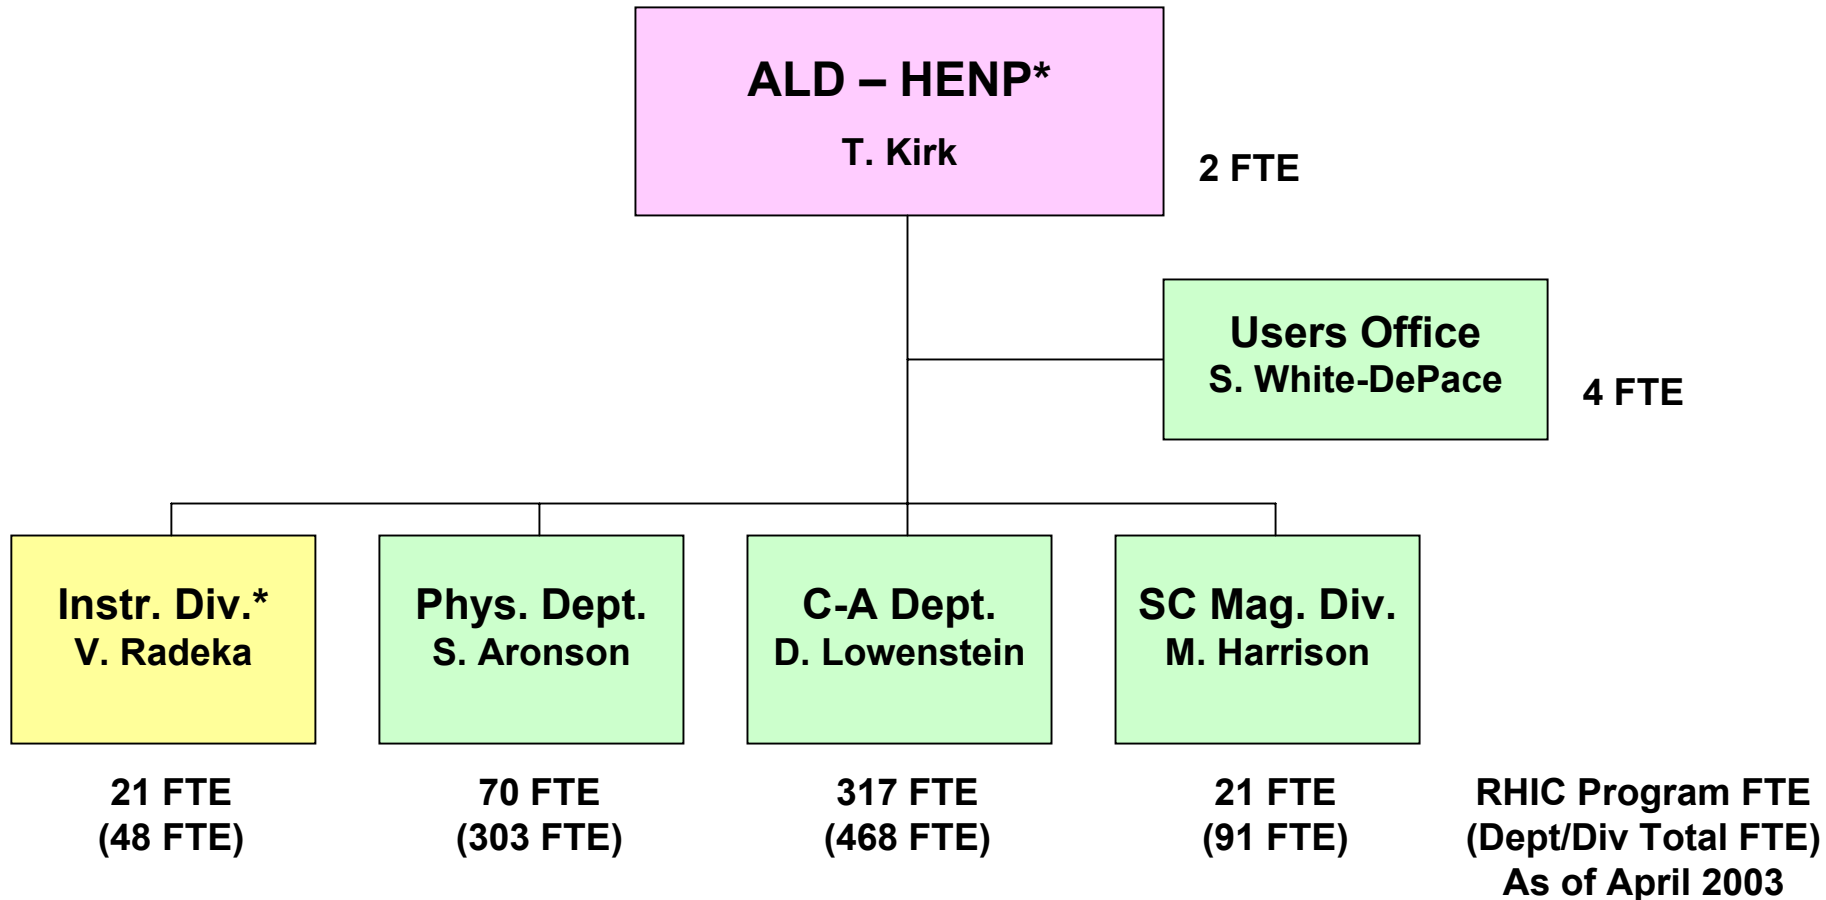 ALD – HENP*
T. Kirk
2 FTE
Users Office
S. White-DePace
4 FTE
Instr. Div.*
V. Radeka
Phys. Dept.
S. Aronson
C-A Dept.
D. Lowenstein
SC Mag. Div.
M. Harrison
21 FTE
(48 FTE)
70 FTE
(303 FTE)
317 FTE
(468 FTE)
21 FTE
(91 FTE)
RHIC Program FTE
(Dept/Div Total FTE)
As of April 2003